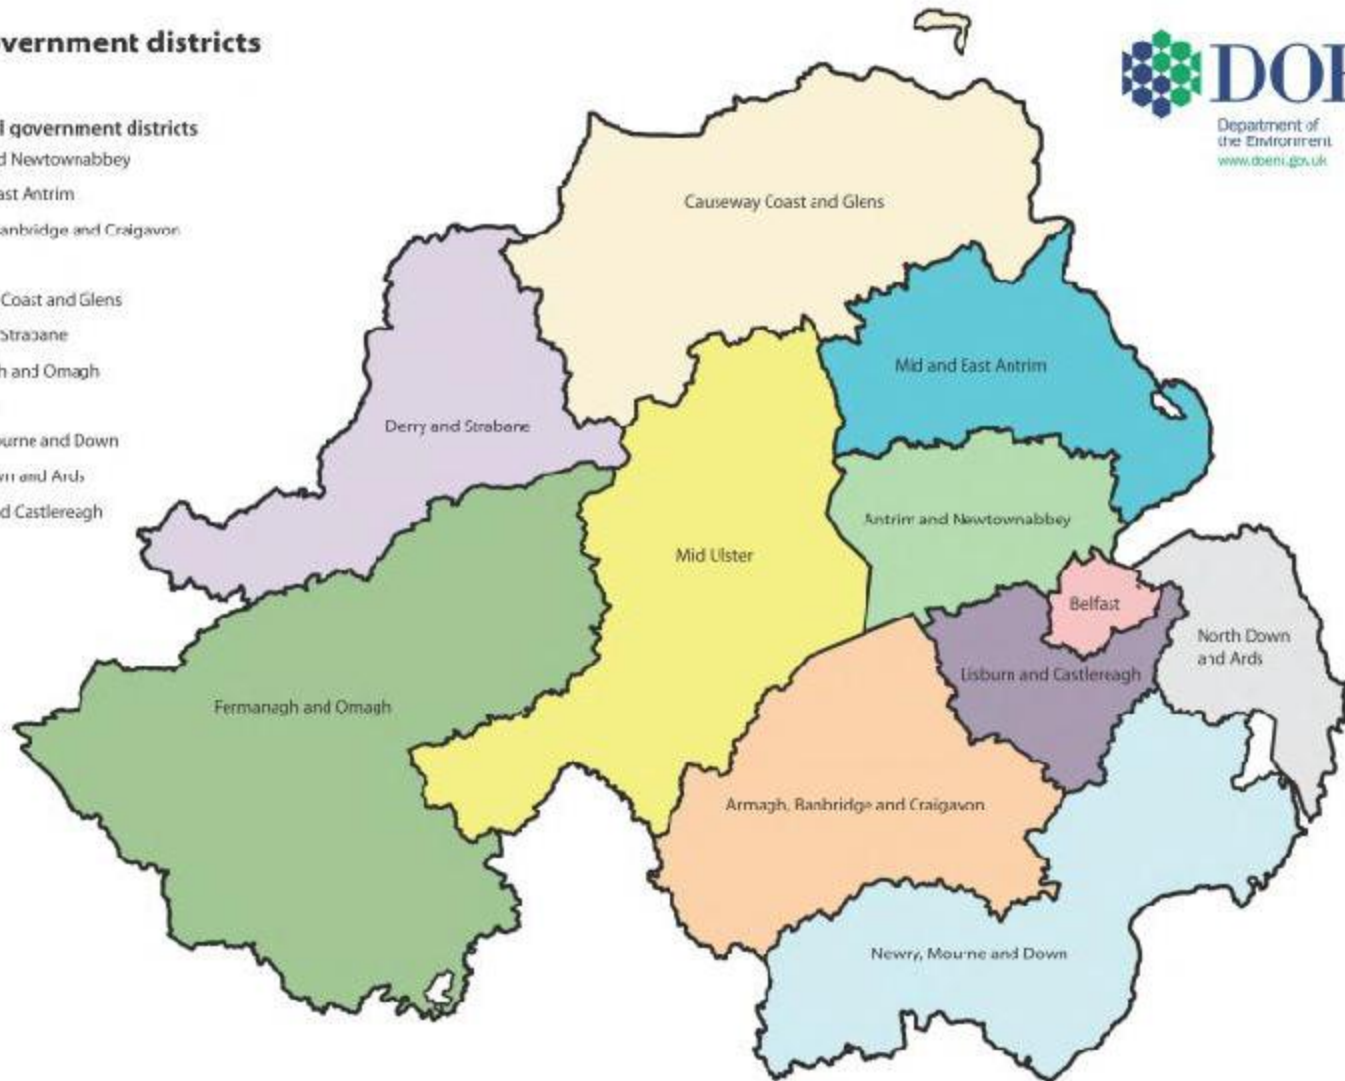 vernment districts
l government districts
d Newtownabbey
ast Antrim
anbridge and Craigavon
Coast and Glens
Strabane
h and Omagh
ourne and Down
wn and Ards
d Castlereagh
DOE
Department of
the Environment
www.doeni.gov.uk
Causeway Coast and Glens
Mid and East Antrim
Derry and Strabane
Antrim and Newtownabbey
Mid Ulster
Belfast
North Down
and Ards
Lisburn and Castlereagh
Fermanagh and Omagh
Armagh, Banbridge and Craigavon
Newry, Mourne and Down